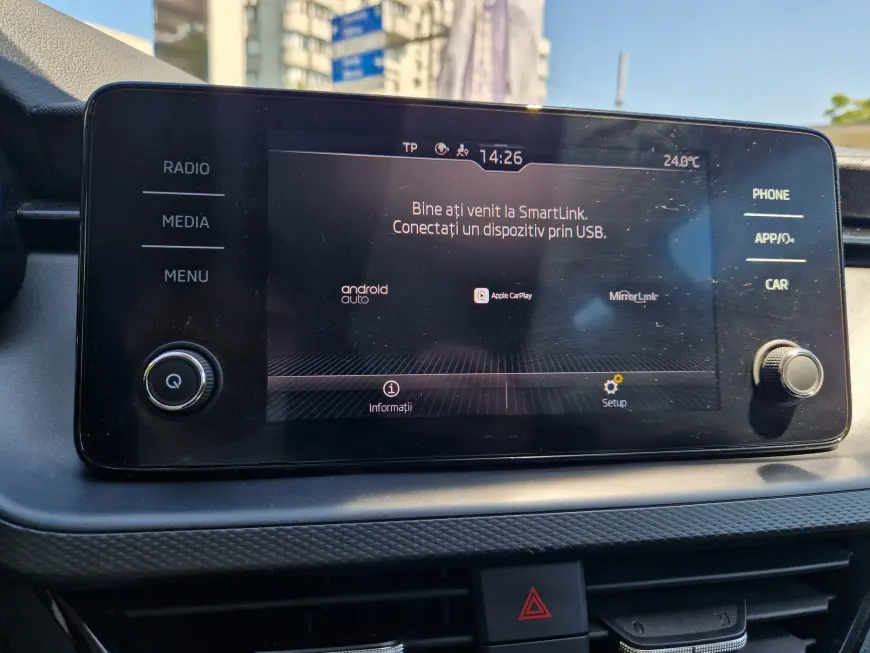 TP
14:26
24.0°C
RADIO
MEDIA
MENU
PHONE
APP/
CAR
Bine ați venit la SmartLink.
Conectați un dispozitiv prin USB.
android
auto
Apple CarPlay
MirrorLink
Informații
Setup
0